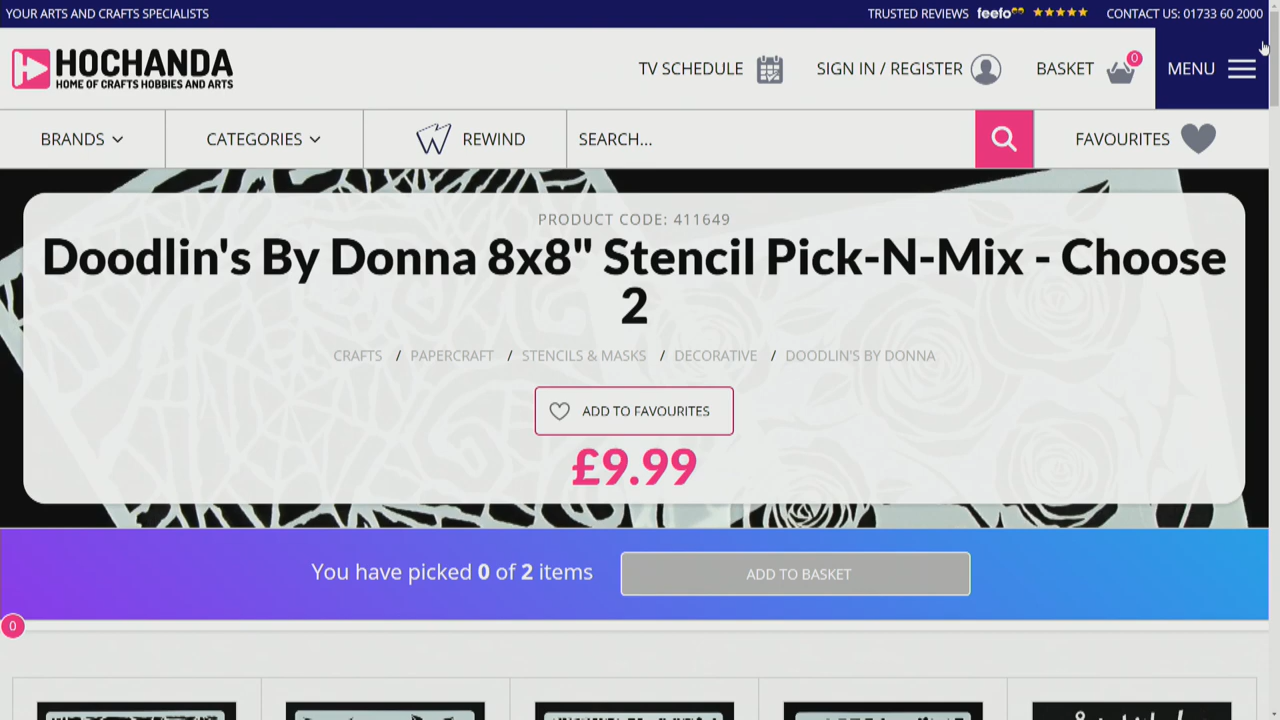 YOUR ARTS AND CRAFTS SPECIALISTS
TRUSTED REVIEWS feefo CONTACT US: 01733 60 2000
HOCHANDA
HOME OF CRAFTS HOBBIES AND ARTS
TV SCHEDULE
SIGN IN / REGISTER
BASKET
0
MENU
BRANDS
CATEGORIES
REWIND
SEARCH...
FAVOURITES
PRODUCT CODE: 411649
Doodlin's By Donna 8x8" Stencil Pick-N-Mix - Choose
2
CRAFTS / PAPERCRAFT / STENCILS & MASKS / DECORATIVE / DOODLIN'S BY DONNA
ADD TO FAVOURITES
£9.99
You have picked 0 of 2 items
ADD TO BASKET
0